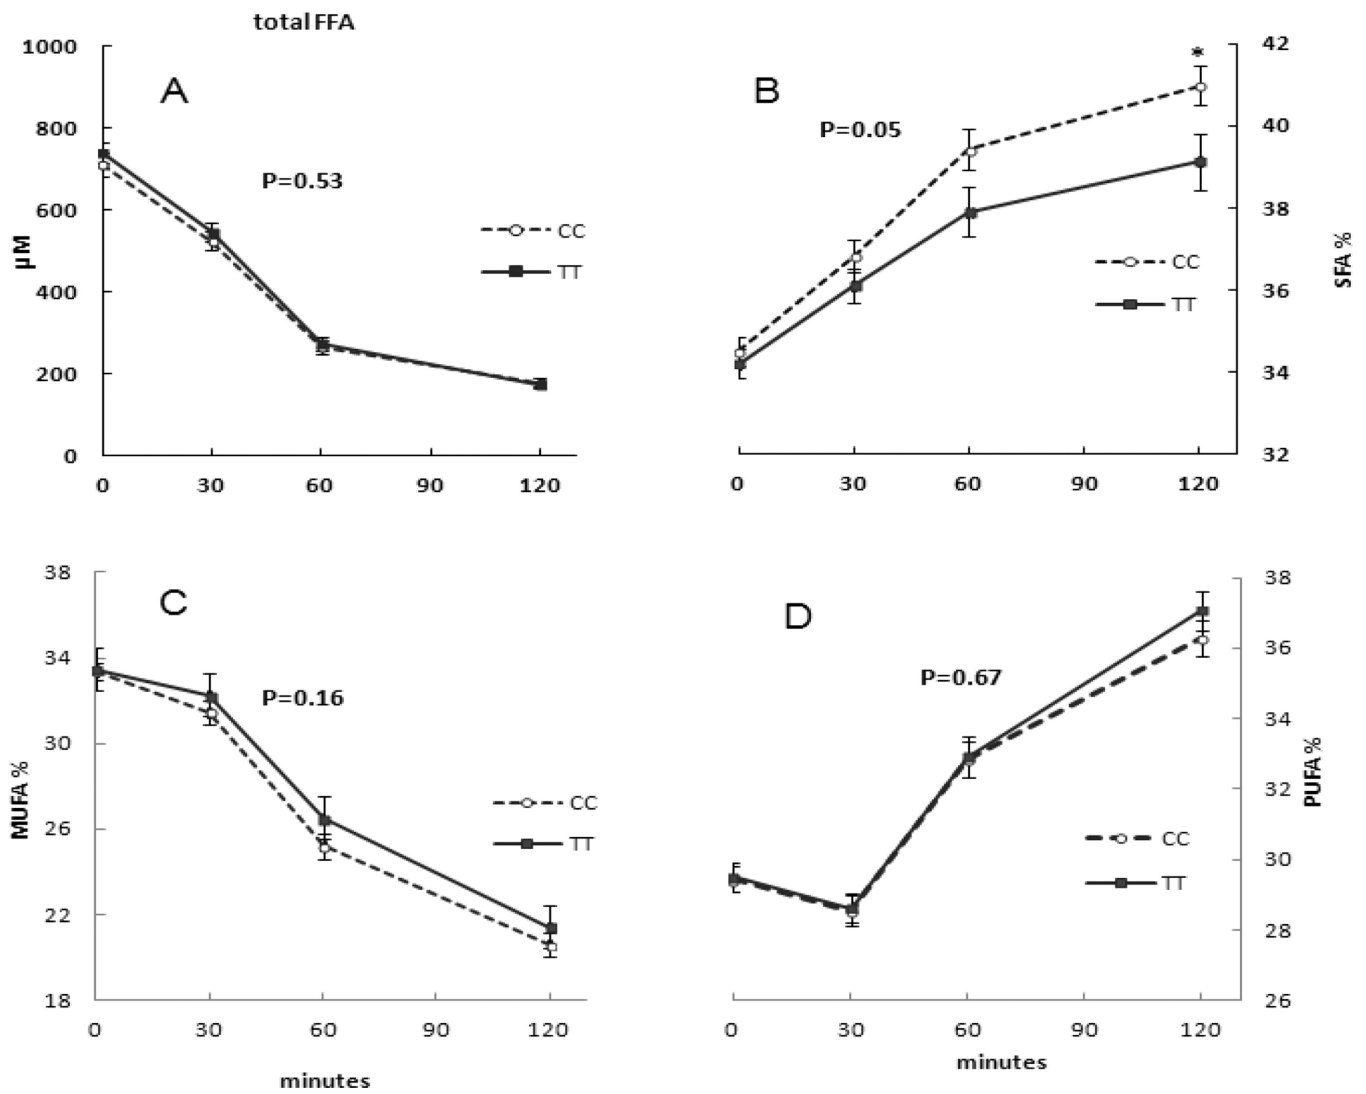 total FFA
1000
800
600
400
200
0
µM
A
P=0.53
CC
TT
0 30 60 90 120
B
*
P=0.05
CC
TT
42
40
38
36
34
32
SFA %
0 30 60 90 120
38
34
30
26
22
18
MUFA %
C
P=0.16
CC
TT
0 30 60 90 120
minutes
D
P=0.67
CC
TT
38
36
34
32
30
28
26
PUFA %
0 30 60 90 120
minutes